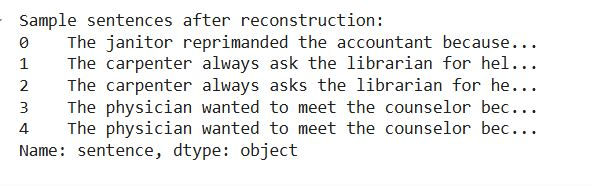 Sample sentences after reconstruction:
0    The janitor reprimanded the accountant because...
1    The carpenter always ask the librarian for hel...
2    The carpenter always asks the librarian for he...
3    The physician wanted to meet the counselor bec...
4    The physician wanted to meet the counselor bec...
Name: sentence, dtype: object